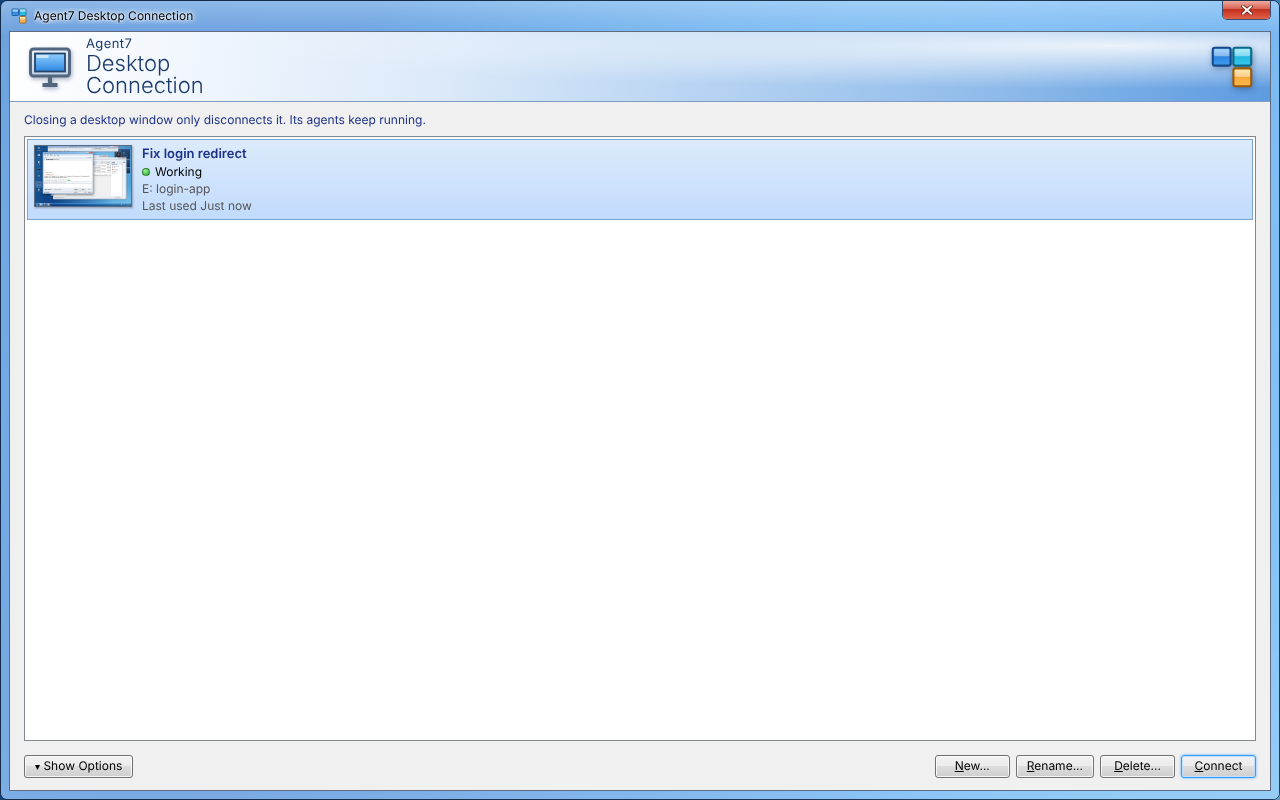 Agent7 Desktop Connection
Agent7
Desktop
Connection
Closing a desktop window only disconnects it. Its agents keep running.
Fix login redirect
Working
E: login-app
Last used Just now
Show Options
New...
Rename...
Delete...
Connect